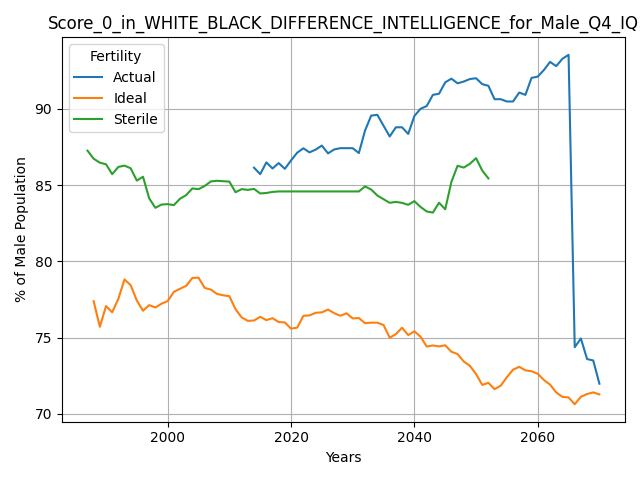 Score_0_in_WHITE_BLACK_DIFFERENCE_INTELLIGENCE_for_Male_Q4_IQ
Fertility
Actual
Ideal
Sterile
% of Male Population
90
85
80
75
70
2000
2020
2040
2060
Years